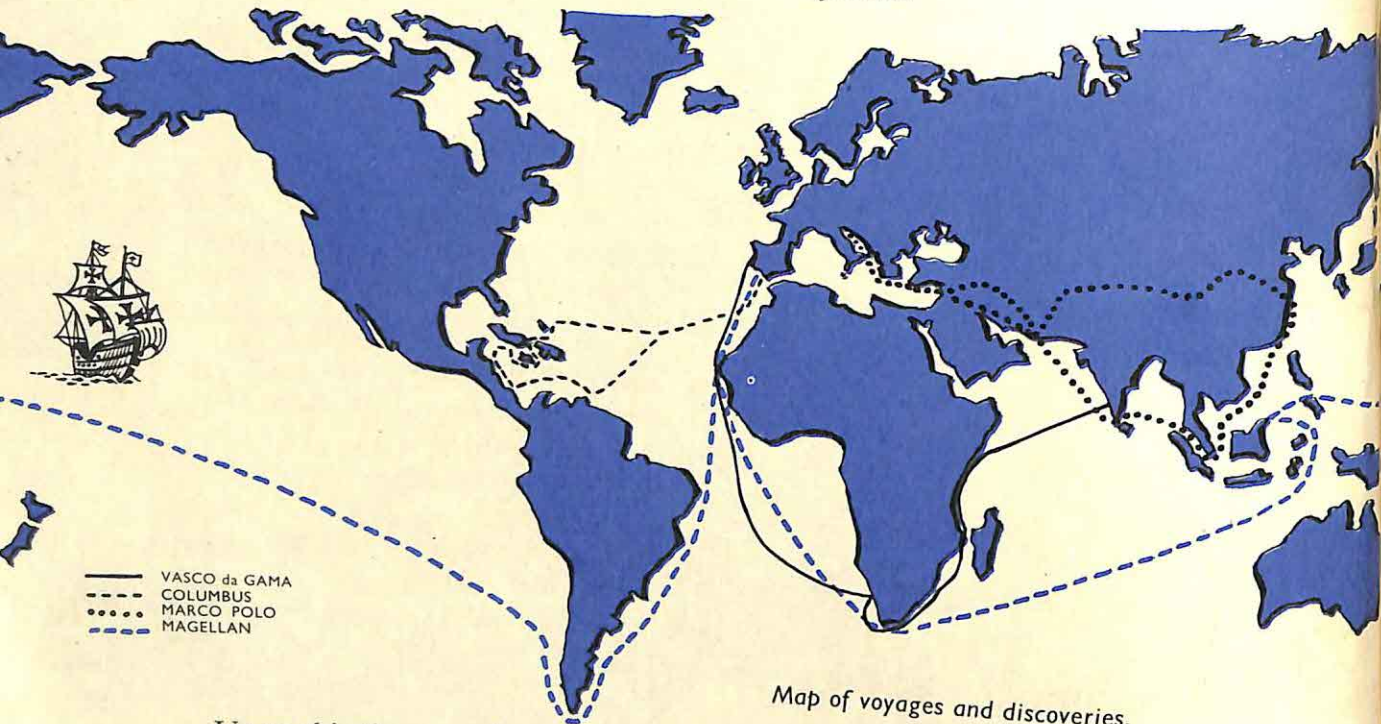 VASCO da GAMA
COLUMBUS
MARCO POLO
MAGELLAN
Map of voyages and discoveries.